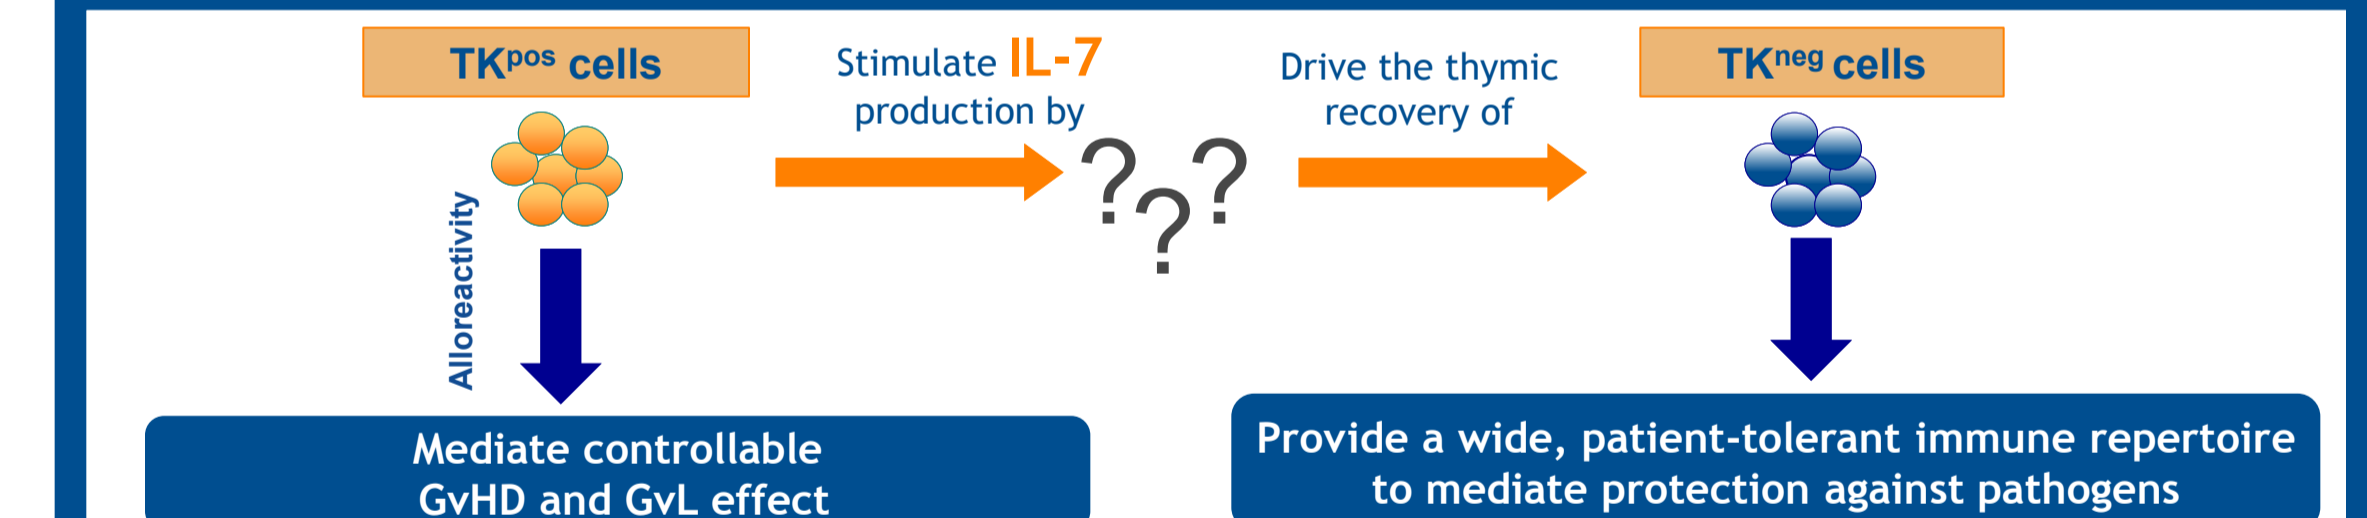 TKpos cells
Stimulate IL-7
production by
???
Drive the thymic
recovery of
TKneg cells
Alloreactivity
Mediate controllable
GvHD and GvL effect
Provide a wide, patient-tolerant immune repertoire
to mediate protection against pathogens